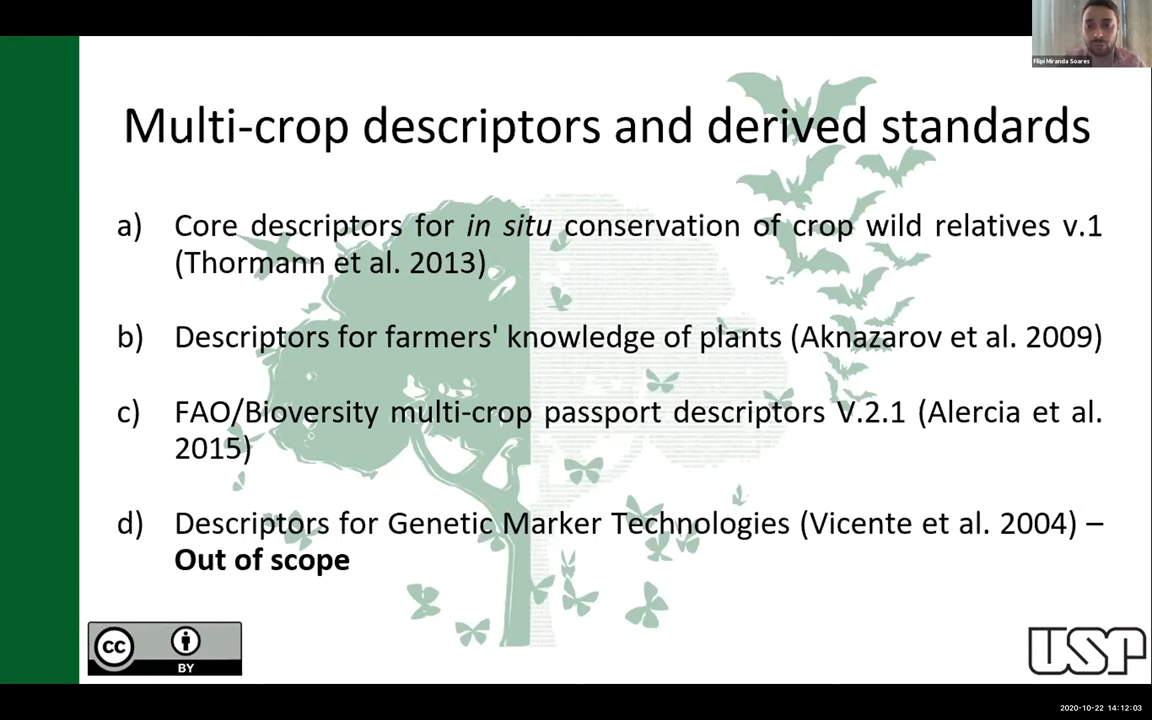 Filipi Miranda Soares
Multi-crop descriptors and derived standards
a) Core descriptors for in situ conservation of crop wild relatives v.1
(Thormann et al. 2013)
b) Descriptors for farmers' knowledge of plants (Aknazarov et al. 2009)
c) FAO/Bioversity multi-crop passport descriptors V.2.1 (Alercia et al.
2015)
d) Descriptors for Genetic Marker Technologies (Vicente et al. 2004) –
Out of scope
cc
BY
USP
2020-10-22 14:12:03